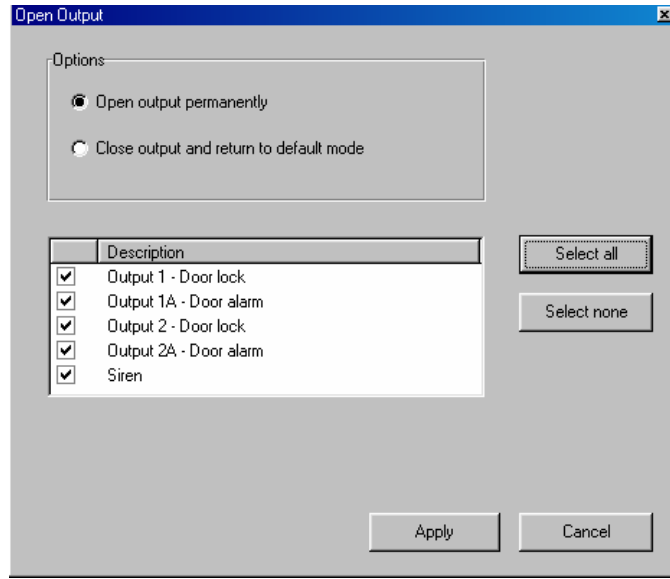 Open Output
Options
Open output permanently
Close output and return to default mode
Description
Output 1 - Door lock
Output 1A - Door alarm
Output 2 - Door lock
Output 2A - Door alarm
Siren
Select all
Select none
Apply
Cancel